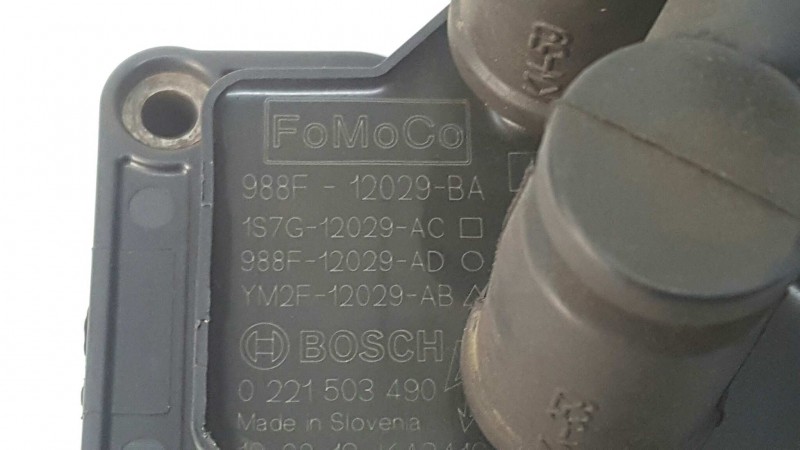 FoMoCo
988F - 12029-BA
1S7G-12029-AC
988F-12029-AD
YM2F-12029-AB
BOSCH
0 221 503 490
Made in Slovenia